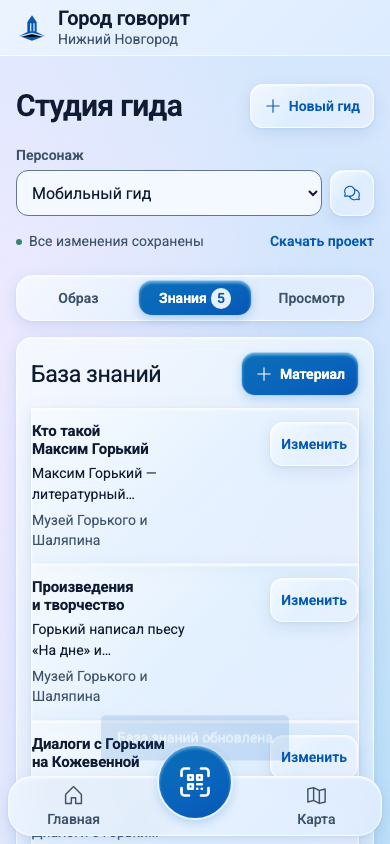 Город говорит
Нижний Новгород
Студия гида
Новый гид
Персонаж
Мобильный гид
Все изменения сохранены
Скачать проект
Образ
Знания 5
Просмотр
База знаний
Материал
Кто такой
Максим Горький
Изменить
Максим Горький —
литературный...
Музей Горького и
Шаляпина
Произведения
и творчество
Изменить
Горький написал пьесу
«На дне» и...
Музей Горького и
Шаляпина
База знаний обновлена
Диалоги с Горьким
на Кожевенной
Изменить
Главная
Карта